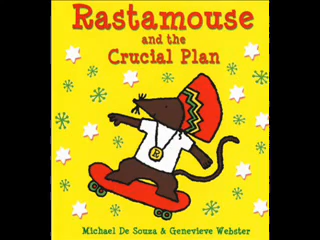 Rastamouse
and the
Crucial Plan
R
Michael De Souza & Genevieve Webster